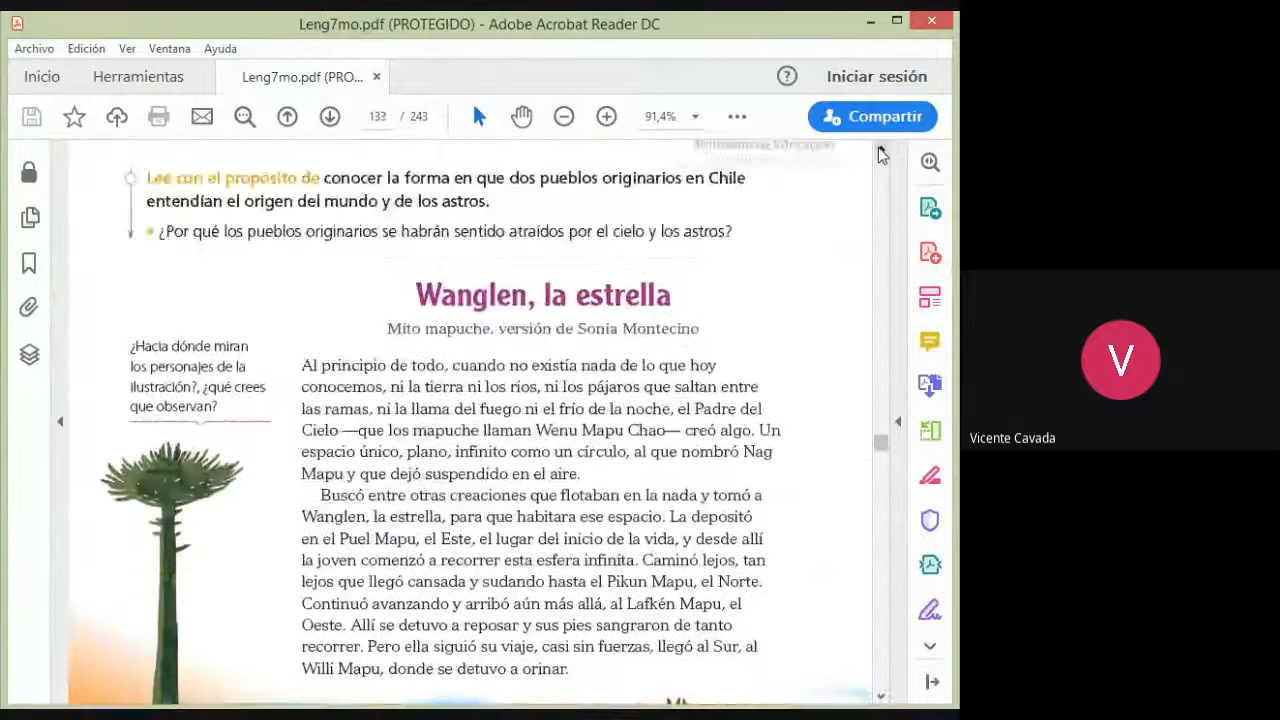 Leng7mo.pdf (PROTEGIDO) - Adobe Acrobat Reader DC
Archivo Edición Ver Ventana Ayuda
Inicio Herramientas Leng7mo.pdf (PRO... × Iniciar sesión
133 / 243 91,4% Compartir
Lee con el propósito de conocer la forma en que dos pueblos originarios en Chile
entendían el origen del mundo y de los astros.
• ¿Por qué los pueblos originarios se habrán sentido atraídos por el cielo y los astros?
Wanglen, la estrella
Mito mapuche, versión de Sonia Montecino
¿Hacia dónde miran
los personajes de la
ilustración?, ¿qué crees
que observan?
Al principio de todo, cuando no existía nada de lo que hoy
conocemos, ni la tierra ni los ríos, ni los pájaros que saltan entre
las ramas, ni la llama del fuego ni el frío de la noche, el Padre del
Cielo —que los mapuche llaman Wenu Mapu Chao— creó algo. Un
espacio único, plano, infinito como un círculo, al que nombró Nag
Mapu y que dejó suspendido en el aire.
Buscó entre otras creaciones que flotaban en la nada y tomó a
Wanglen, la estrella, para que habitara ese espacio. La depositó
en el Puel Mapu, el Este, el lugar del inicio de la vida, y desde allí
la joven comenzó a recorrer esta esfera infinita. Caminó lejos, tan
lejos que llegó cansada y sudando hasta el Pikun Mapu, el Norte.
Continuó avanzando y arribó aún más allá, al Lafkén Mapu, el
Oeste. Allí se detuvo a reposar y sus pies sangraron de tanto
recorrer. Pero ella siguió su viaje, casi sin fuerzas, llegó al Sur, al
Willi Mapu, donde se detuvo a orinar.
V
Vicente Cavada